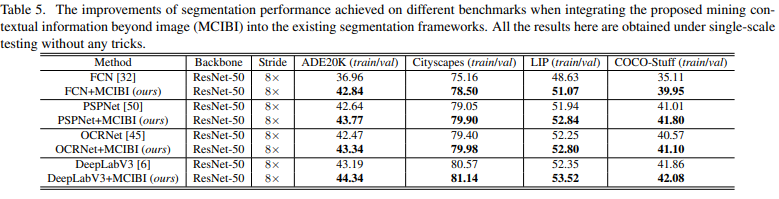 Table 5. The improvements of segmentation performance achieved on different benchmarks when integrating the proposed mining con-
textual information beyond image (MCIBI) into the existing segmentation frameworks. All the results here are obtained under single-scale
testing without any tricks.
Method Backbone Stride ADE20K (train/val) Cityscapes (train/val) LIP (train/val) COCO-Stuff (train/val)
FCN [32] ResNet-50 8× 36.96 75.16 48.63 35.11
FCN+MCIBI (ours) ResNet-50 8× 42.84 78.50 51.07 39.95
PSPNet [50] ResNet-50 8× 42.64 79.05 51.94 41.01
PSPNet+MCIBI (ours) ResNet-50 8× 43.77 79.90 52.84 41.80
OCRNet [45] ResNet-50 8× 42.47 79.40 52.25 40.57
OCRNet+MCIBI (ours) ResNet-50 8× 43.34 79.98 52.80 41.10
DeepLabV3 [6] ResNet-50 8× 43.19 80.57 52.35 41.86
DeepLabV3+MCIBI (ours) ResNet-50 8× 44.34 81.14 53.52 42.08